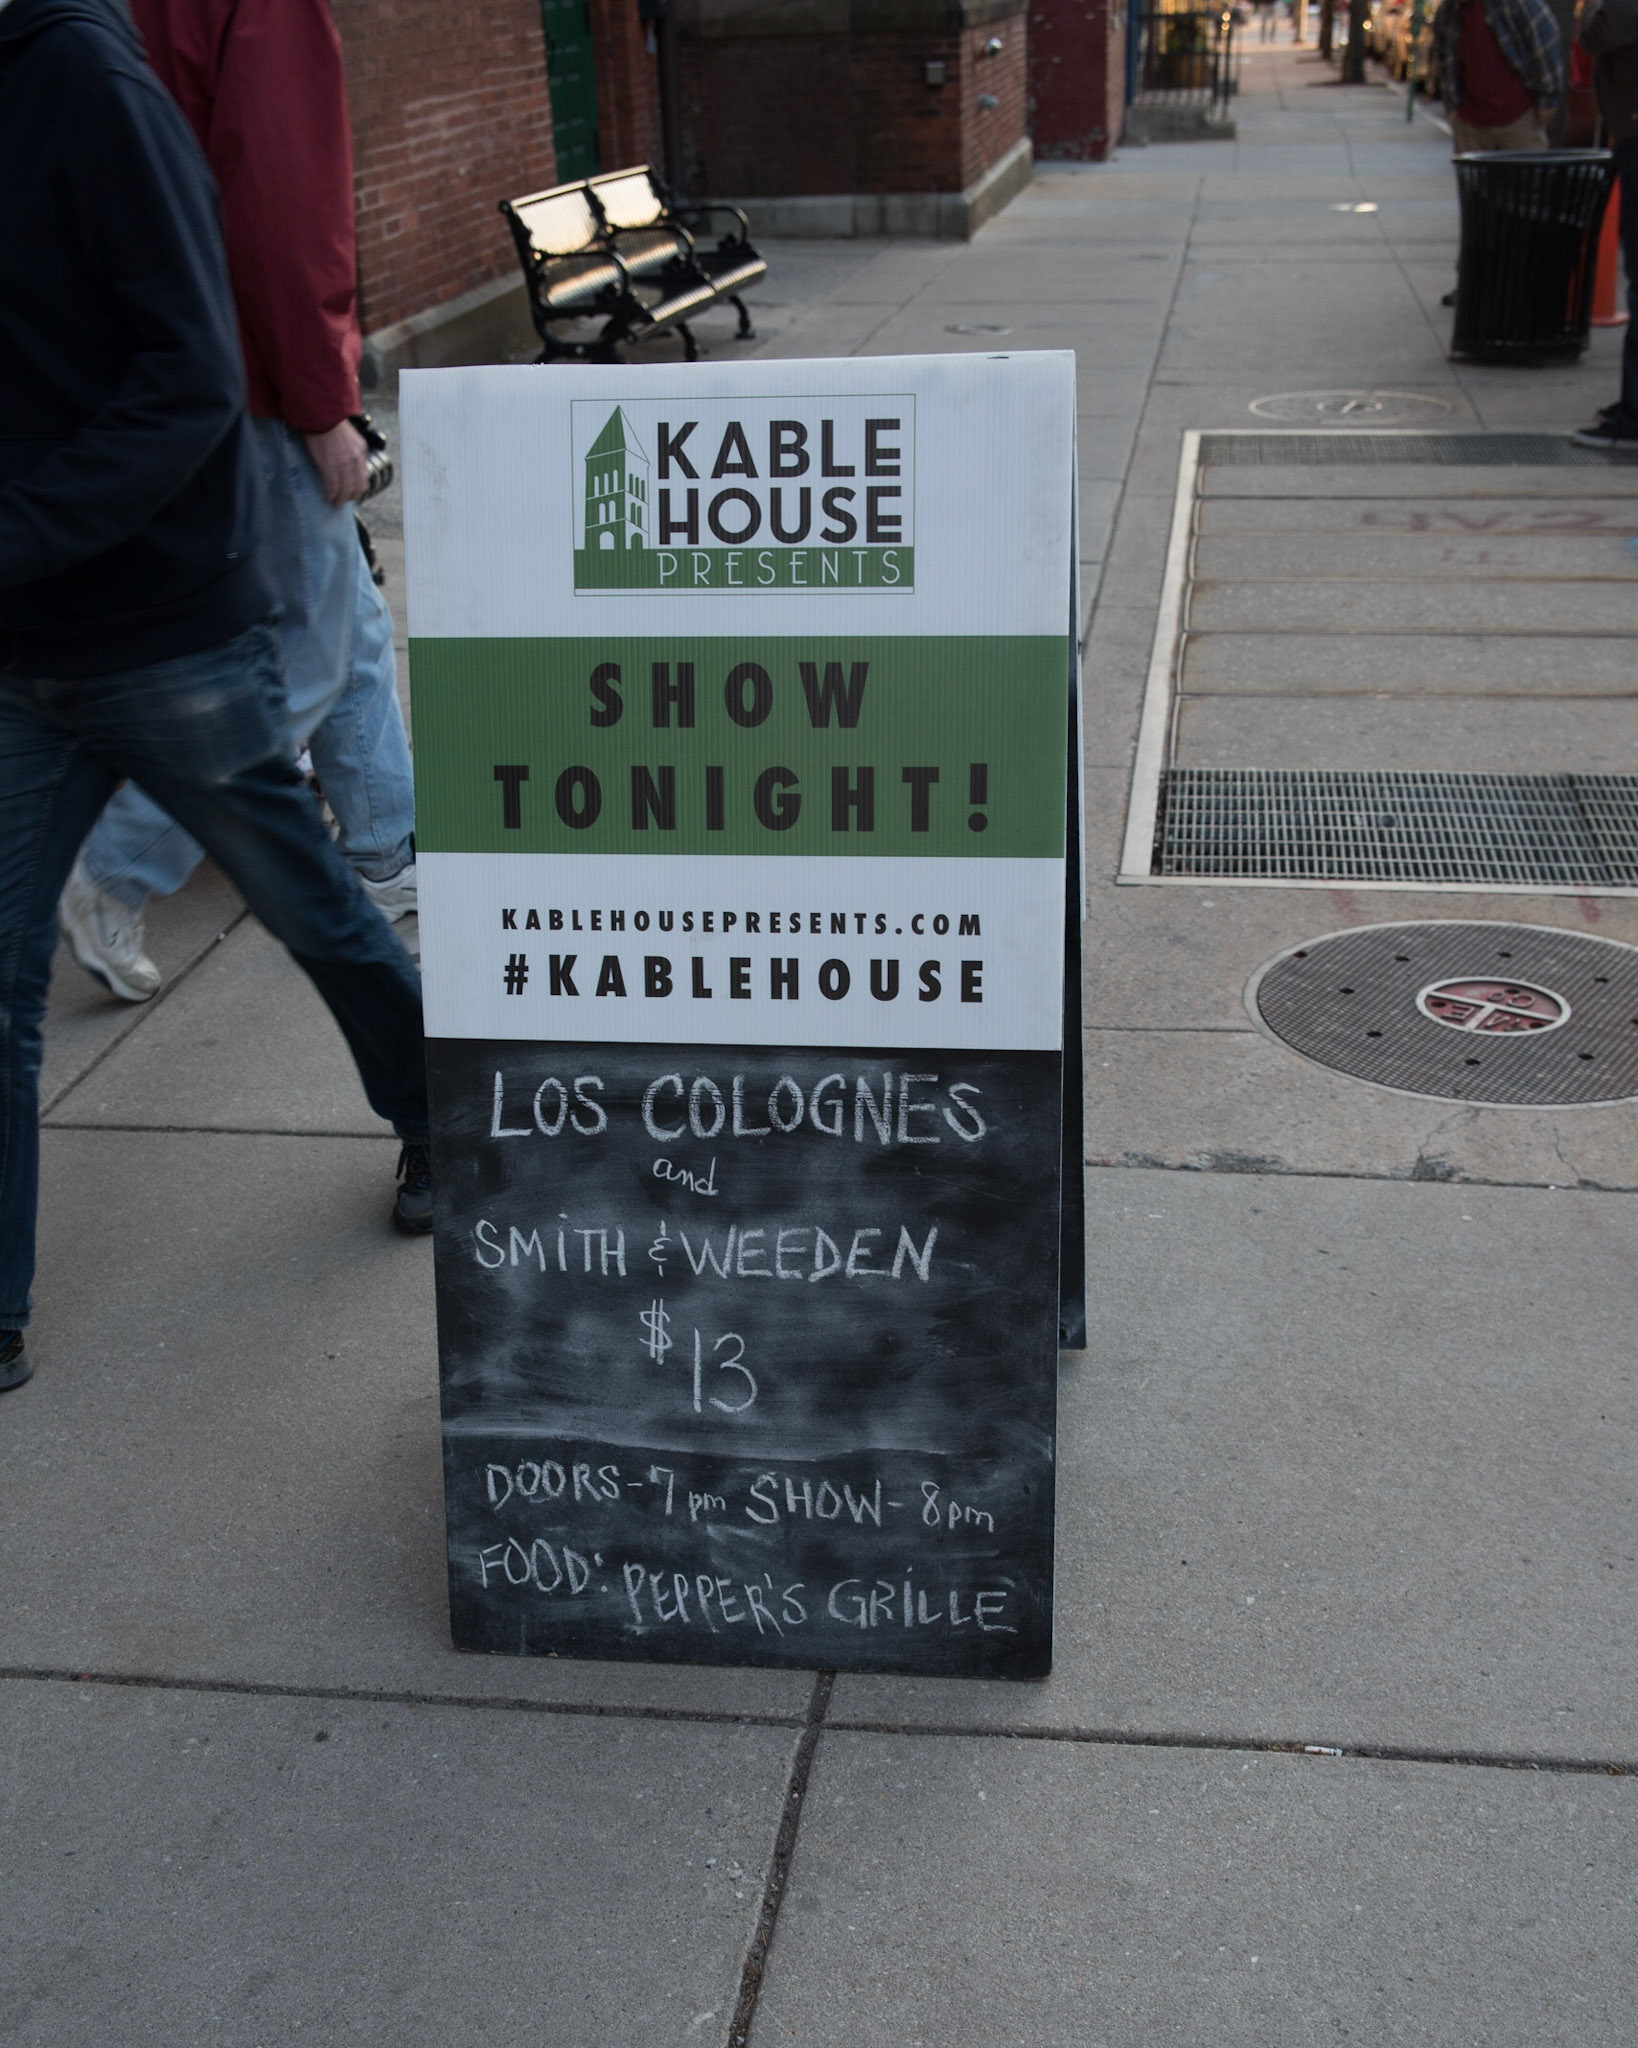 KABLE
HOUSE
PRESENTS
SHOW
TONIGHT!
KABLEHOUSEPRESENTS.COM
#KABLEHOUSE
LOS COLOGNES
and
SMiTH & WEEDEN
$13
DOORS-7pm SHOW-8pm
FOOD: PEPPER'S GRiLLE